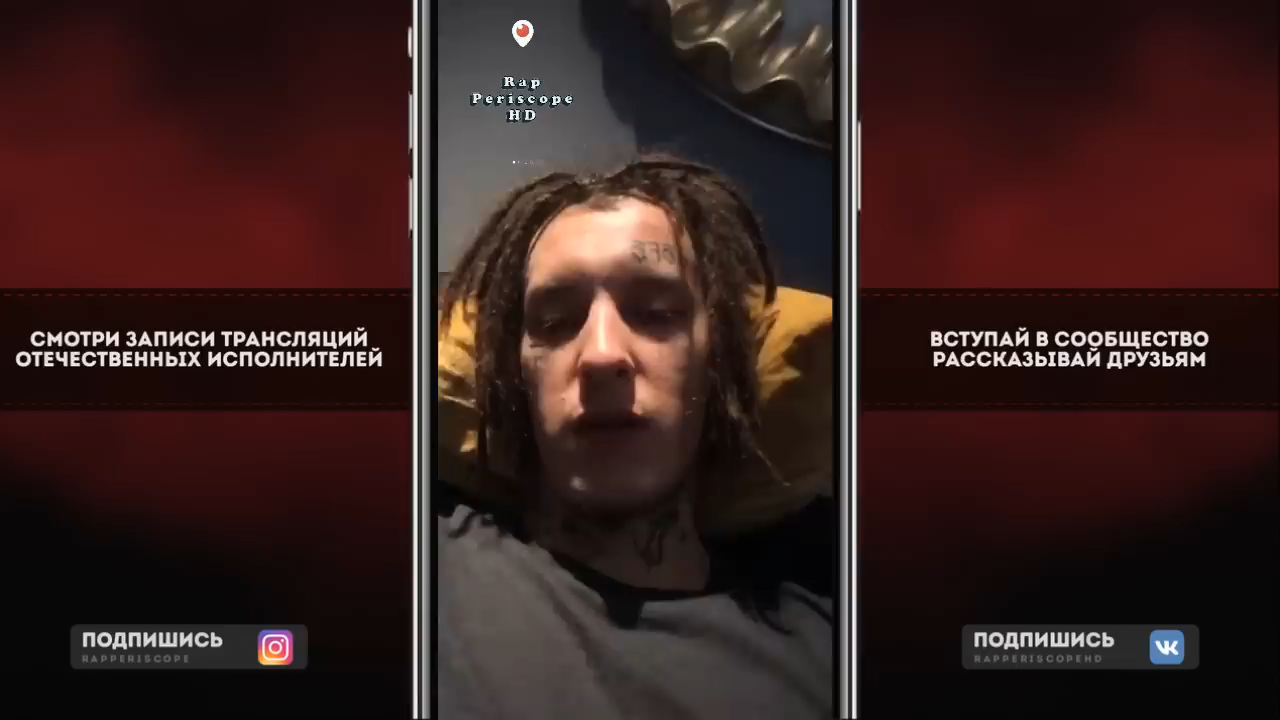 Rap
Periscope
HD
СМОТРИ ЗАПИСИ ТРАНСЛЯЦИЙ
ОТЕЧЕСТВЕННЫХ ИСПОЛНИТЕЛЕЙ
ВСТУПАЙ В СООБЩЕСТВО
РАССКАЗЫВАЙ ДРУЗЬЯМ
ПОДПИШИСЬ
RAPPERISCOPE
ПОДПИШИСЬ
RAPPERISCOPEHD